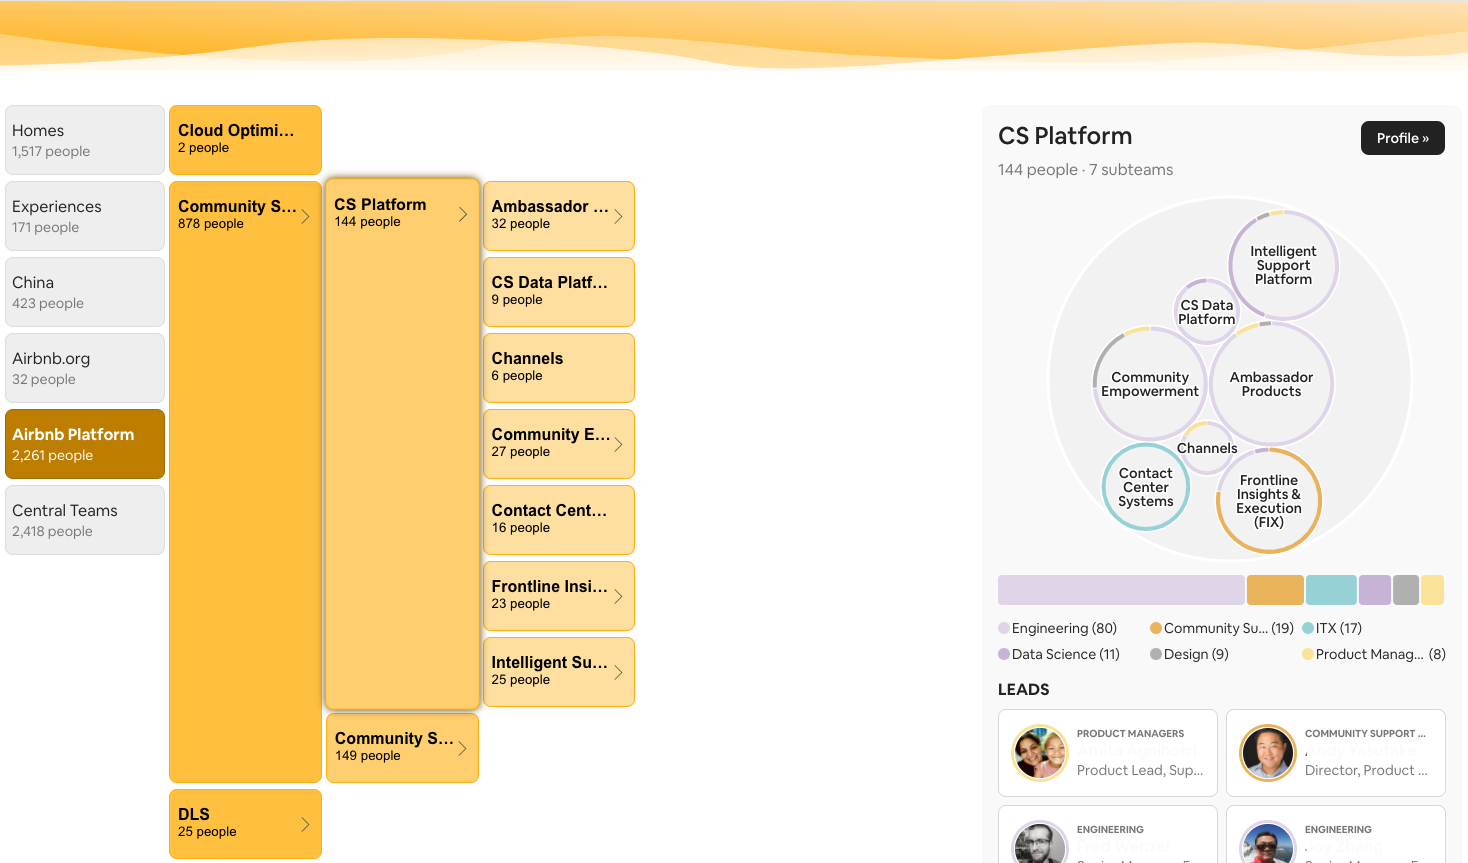 Homes
1,517 people
Experiences
171 people
China
423 people
Airbnb.org
32 people
Airbnb Platform
2,261 people
Central Teams
2,418 people
Cloud Optimi...
2 people
Community S...
878 people
DLS
25 people
CS Platform
144 people
Community S...
149 people
Ambassador ...
32 people
CS Data Platf...
9 people
Channels
6 people
Community E...
27 people
Contact Cent...
16 people
Frontline Insi...
23 people
Intelligent Su...
25 people
CS Platform
Profile »
144 people · 7 subteams
Intelligent
Support
Platform
CS Data
Platform
Community
Empowerment
Ambassador
Products
Channels
Contact
Center
Systems
Frontline
Insights &
Execution
(FIX)
Engineering (80)
Community Su... (19)
ITX (17)
Data Science (11)
Design (9)
Product Manag... (8)
LEADS
PRODUCT MANAGERS
Product Lead, Sup...
COMMUNITY SUPPORT ...
Director, Product ...
ENGINEERING
Fred Wenzel
ENGINEERING
Joy Zhang